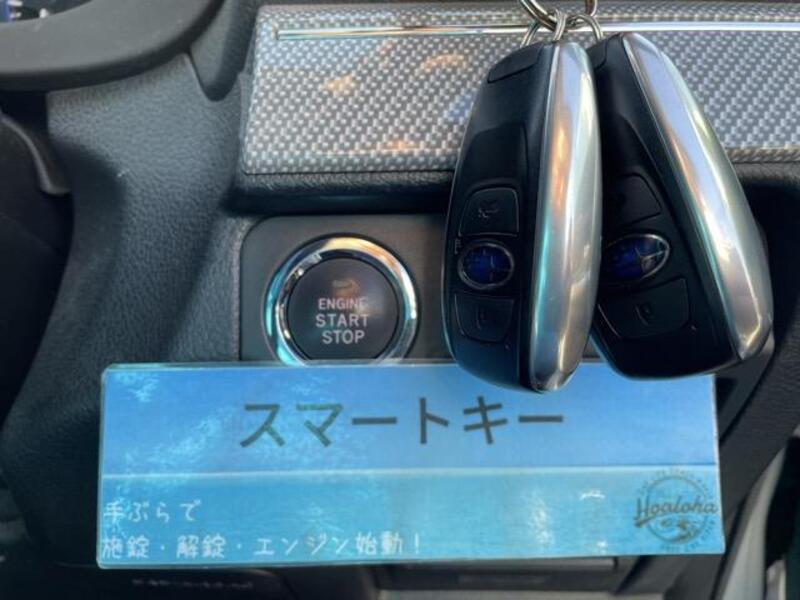 ENGINE
START
STOP
スマートキー
手ぶらで
施錠・解錠・エンジン始動！
Hoaloha